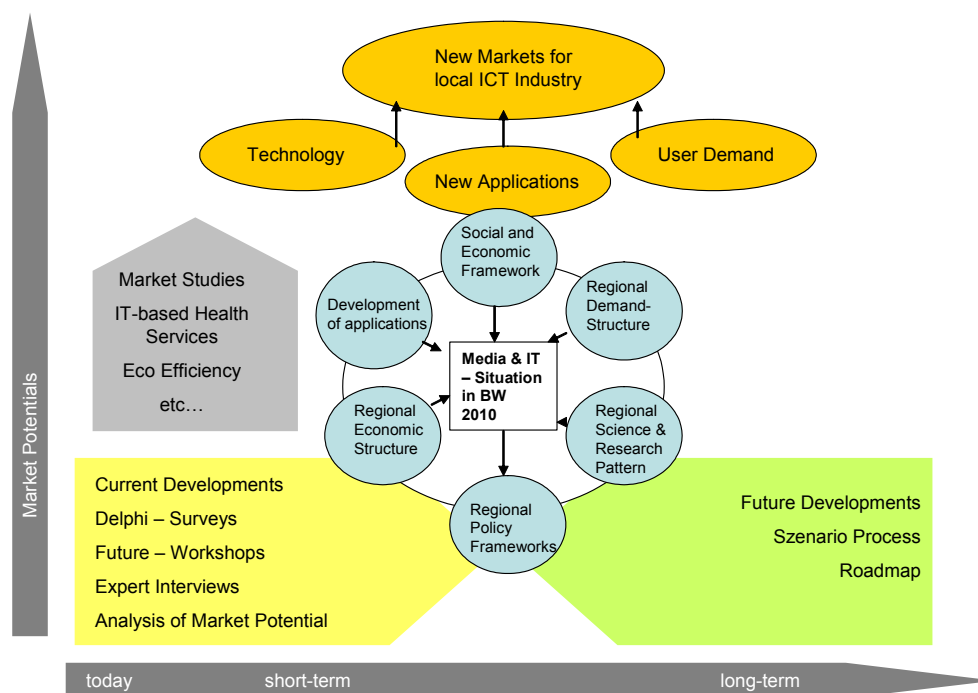 New Markets for
local ICT Industry
Technology
User Demand
New Applications
Social and
Economic
Framework
Market Studies
IT-based Health
Services
Eco Efficiency
etc…
Development
of applications
Regional
Demand-
Structure
Media & IT
– Situation
in BW
2010
Regional
Economic
Structure
Regional
Science &
Research
Pattern
Market Potentials
Current Developments
Delphi – Surveys
Future – Workshops
Expert Interviews
Analysis of Market Potential
Regional
Policy
Frameworks
Future Developments
Szenario Process
Roadmap
today
short-term
long-term